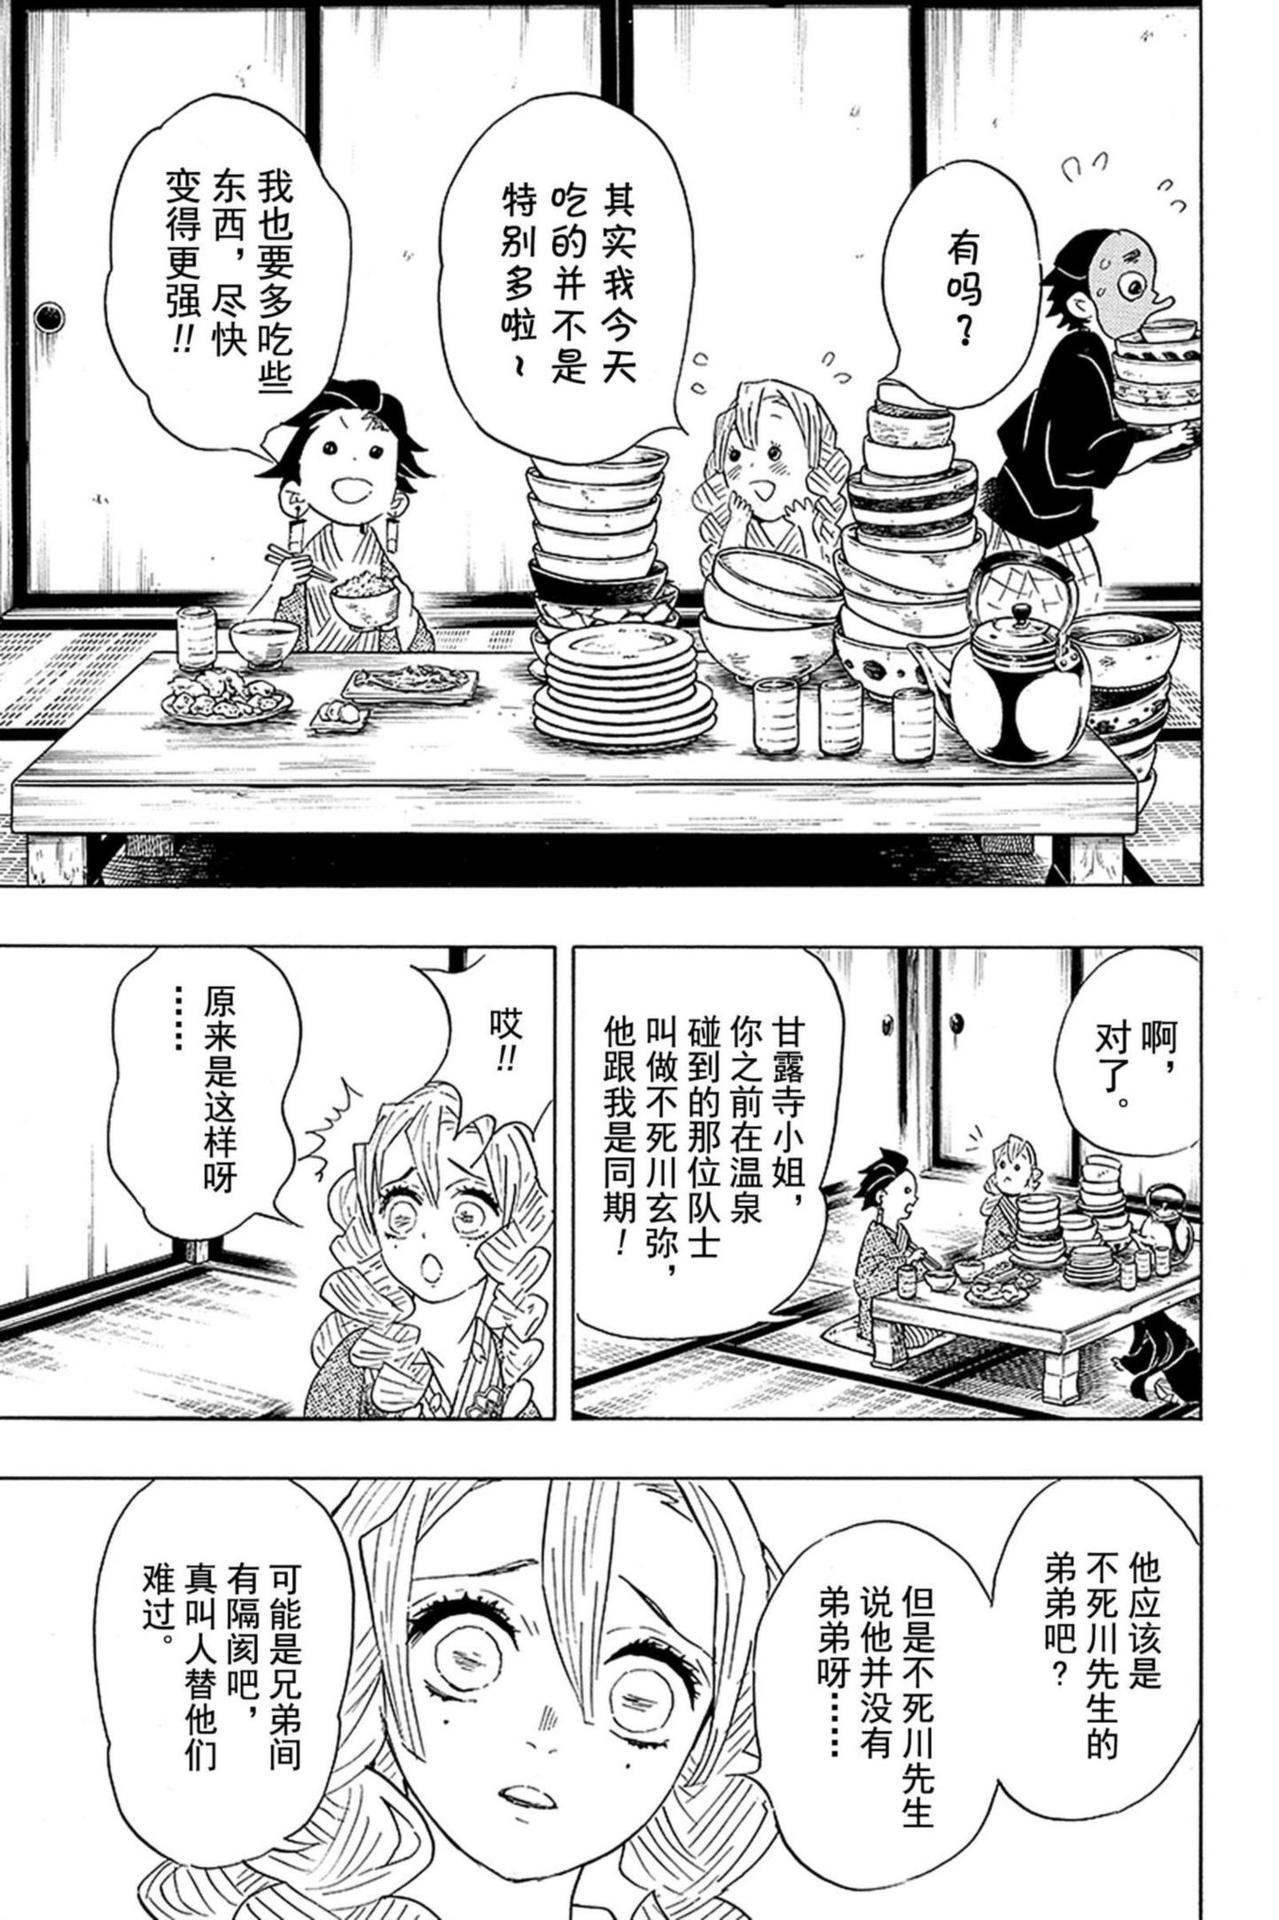 有吗？
其实我今天
吃的并不是
特别多啦～
我也要多吃些
东西，尽快
变得更强!!
啊，
对了。
甘露寺小姐，
你之前在温泉
碰到的那位队士
叫做不死川玄弥，
他跟我是同期！
哎!!
原来是这样呀
……
他应该是
不死川先生的
弟弟吧？
但是不死川先生
说他并没有
弟弟呀……
可能是兄弟间
有隔阂吧，
真叫人替他们
难过。